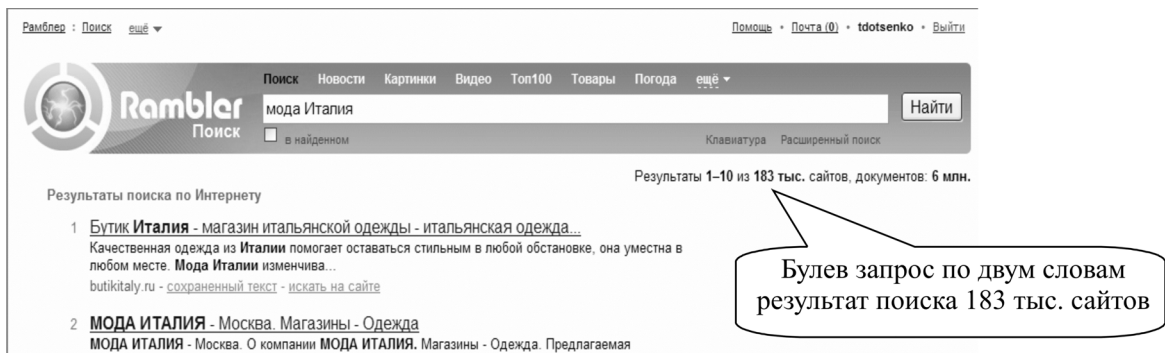 Рамблер : Поиск ещё
Помощь • Почта (0) • tdotsenko • Выйти
Поиск Новости Картинки Видео Топ100 Товары Погода ещё
Rambler
Поиск
мода Италия
Найти
в найденном
Клавиатура Расширенный поиск
Результаты 1–10 из 183 тыс. сайтов, документов: 6 млн.
Результаты поиска по Интернету
1 Бутик Италия - магазин итальянской одежды - итальянская одежда...
Качественная одежда из Италии помогает оставаться стильным в любой обстановке, она уместна в
любом месте. Мода Италии изменчива...
butikitaly.ru - сохраненный текст - искать на сайте
2 МОДА ИТАЛИЯ - Москва. Магазины - Одежда
МОДА ИТАЛИЯ - Москва. О компании МОДА ИТАЛИЯ. Магазины - Одежда. Предлагаемая
Булев запрос по двум словам
результат поиска 183 тыс. сайтов